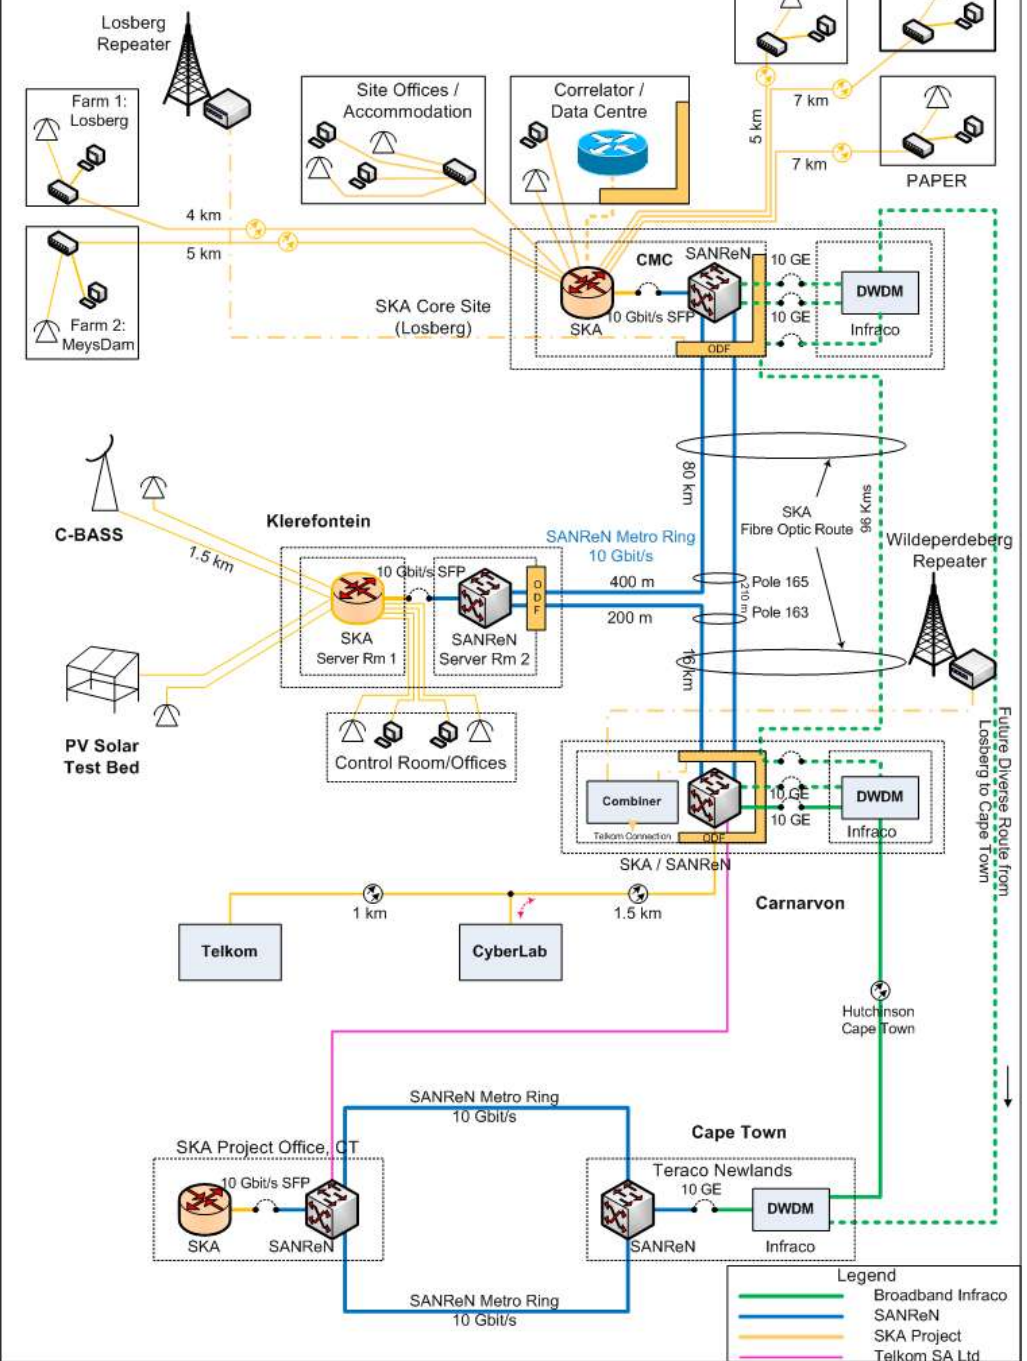 Losberg
Repeater
Farm 1:
Losberg
Site Offices /
Accommodation
Correlator /
Data Centre
5 km
7 km
7 km
PAPER
4 km
5 km
Farm 2:
MeysDam
SKA Core Site
(Losberg)
CMC
SANReN
SKA
10 Gbit/s SFP
ODF
10 GE
10 GE
DWDM
Infraco
80 km
SKA
Fibre Optic Route
96 Kms
Wildeperdeberg
Repeater
C-BASS
1.5 km
Klerefontein
10 Gbit/s SFP
SKA
Server Rm 1
SANReN
Server Rm 2
O
D
F
SANReN Metro Ring
10 Gbit/s
400 m
200 m
Pole 165
210 m
Pole 163
16 km
PV Solar
Test Bed
Control Room/Offices
Combiner
Telkom Connection
ODF
10 GE
10 GE
DWDM
Infraco
SKA / SANReN
Carnarvon
Future Diverse Route from
Losberg to Cape Town
1 km
1.5 km
Telkom
CyberLab
Hutchinson
Cape Town
SANReN Metro Ring
10 Gbit/s
SKA Project Office, CT
10 Gbit/s SFP
SKA
SANReN
Cape Town
Teraco Newlands
10 GE
DWDM
SANReN
Infraco
SANReN Metro Ring
10 Gbit/s
Legend
Broadband Infraco
SANReN
SKA Project
Telkom SA Ltd